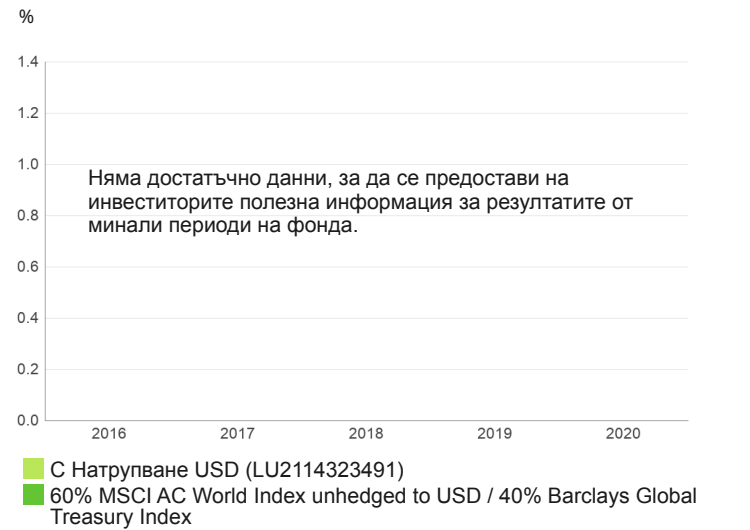 %
1.4
1.2
1.0
Няма достатъчно данни, за да се предостави на
инвеститорите полезна информация за резултатите от
минали периоди на фонда.
0.8
0.6
0.4
0.2
0.0
2016 2017 2018 2019 2020
С Натрупване USD (LU2114323491)
60% MSCI AC World Index unhedged to USD / 40% Barclays Global
Treasury Index